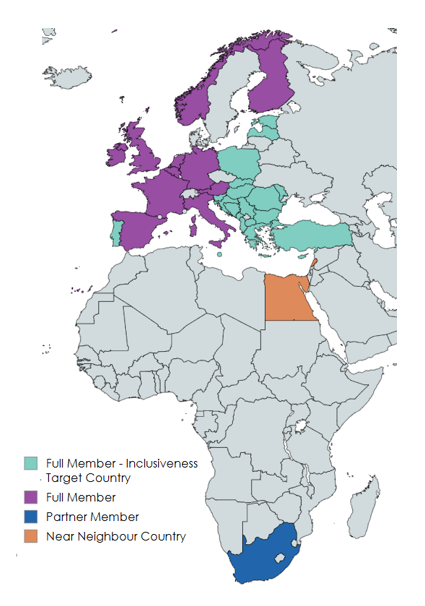 Full Member - Inclusiveness
Target Country
Full Member
Partner Member
Near Neighbour Country